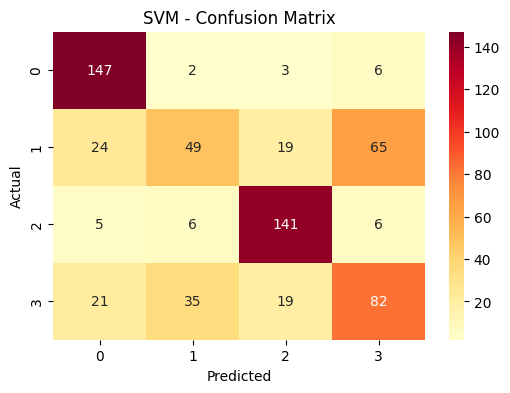 SVM - Confusion Matrix
0 147 2 3 6
1 24 49 19 65
2 5 6 141 6
3 21 35 19 82
0 1 2 3
Predicted
Actual
140
120
100
80
60
40
20